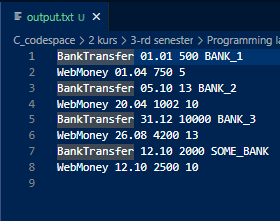 output.txt U
C_codespace > 2 kurs > 3-rd senester > Programming la
1 BankTransfer 01.01 500 BANK_1
2 WebMoney 01.04 750 5
3 BankTransfer 05.10 13 BANK_2
4 WebMoney 20.04 1002 10
5 BankTransfer 31.12 10000 BANK_3
6 WebMoney 26.08 4200 13
7 BankTransfer 12.10 2000 SOME_BANK
8 WebMoney 12.10 2500 10
9